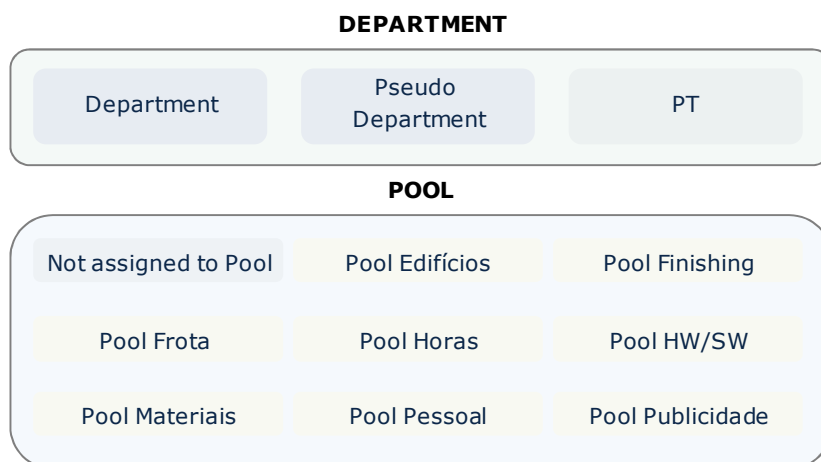 DEPARTMENT
Department
Pseudo
Department
PT
POOL
Not assigned to Pool
Pool Edifícios
Pool Finishing
Pool Frota
Pool Horas
Pool HW/SW
Pool Materiais
Pool Pessoal
Pool Publicidade